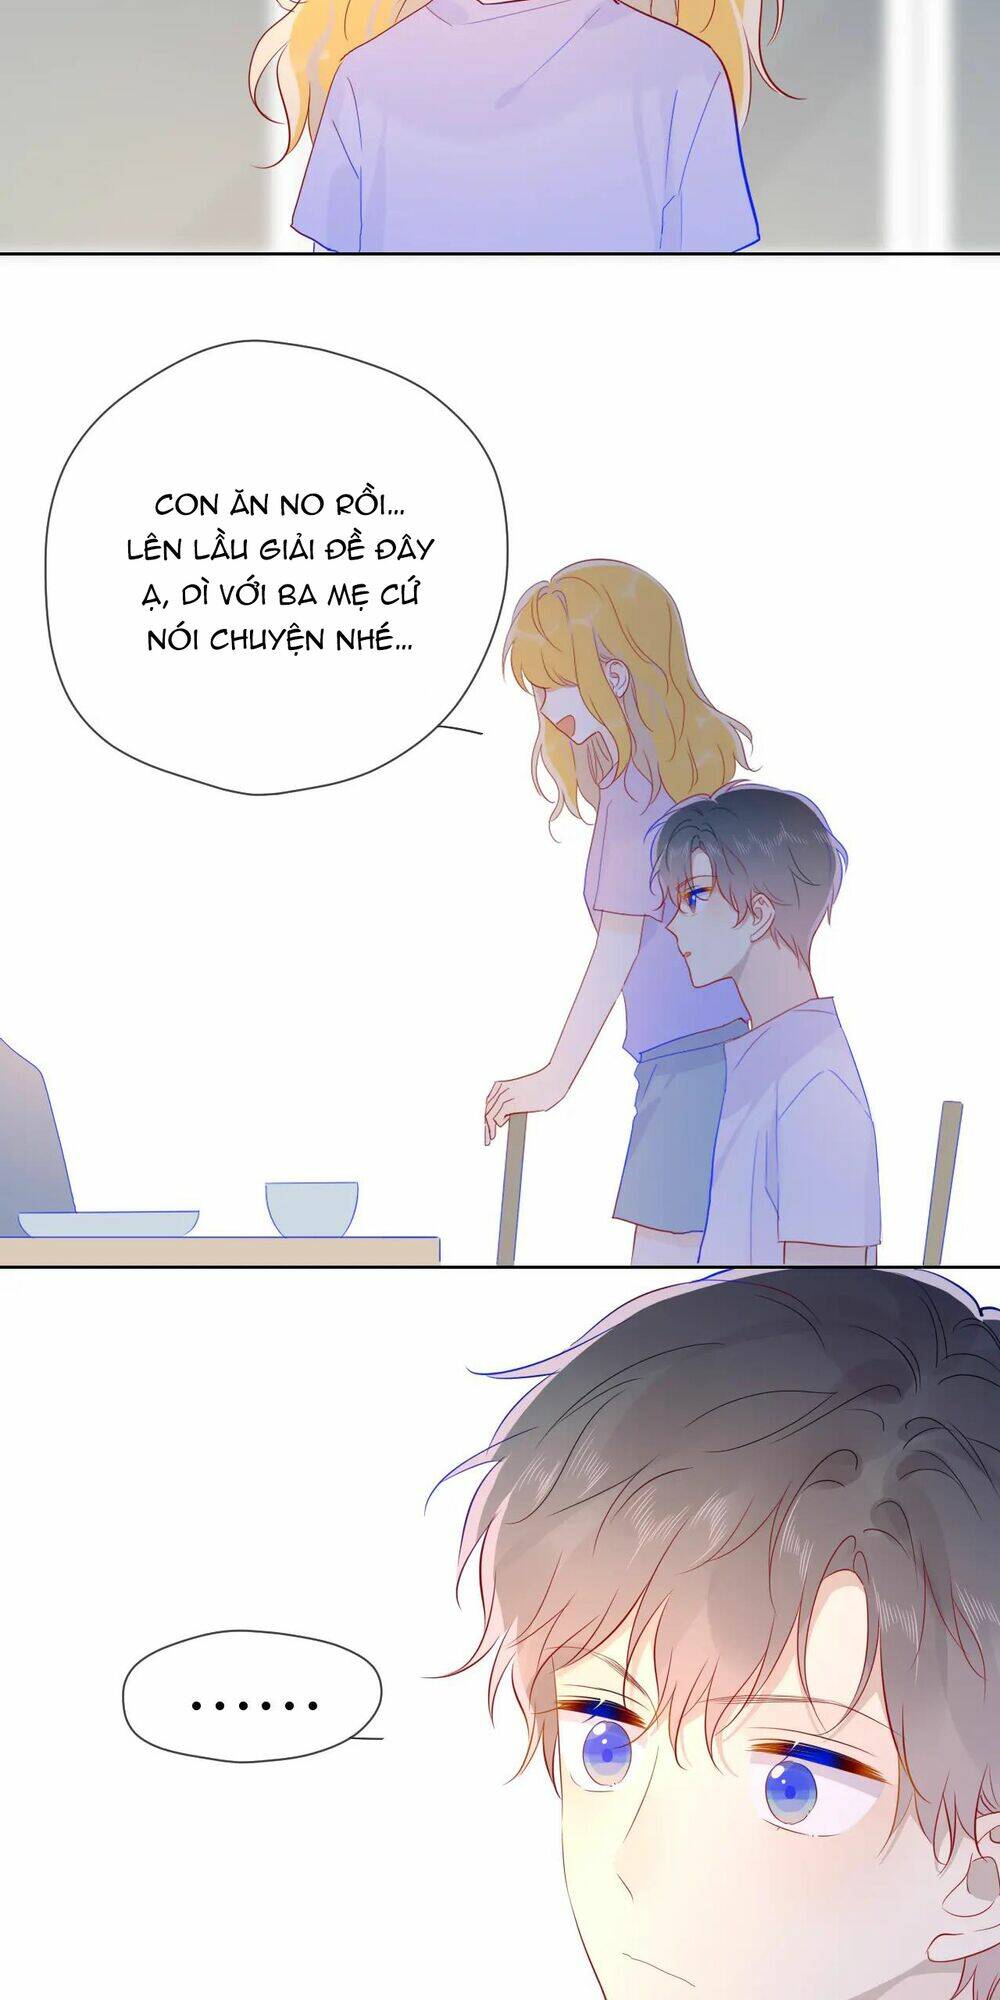 CON ĂN NO RỒI...
LÊN LẦU GIẢI ĐỀ ĐÂY
Ạ, DÌ VỚI BA MẸ CỨ
NÓI CHUYỆN NHÉ...
......